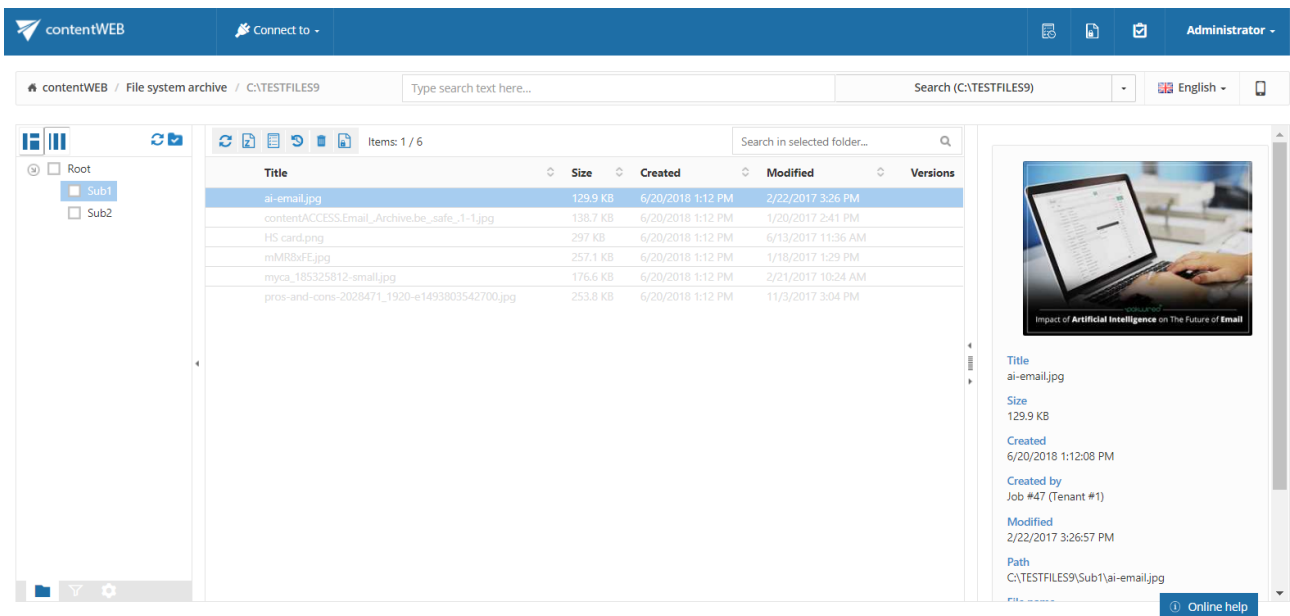 contentWEB
Connect to
Administrator
contentWEB / File system archive / C:\TESTFILES9
Type search text here...
Search (C:\TESTFILES9)
English
Root
Sub1
Sub2
Items: 1 / 6
Search in selected folder...
Title Size Created Modified Versions
ai-email.jpg 129.9 KB 6/20/2018 1:12 PM 2/22/2017 3:26 PM
contentACCESS.Email_.Archive.be_.safe_.1-1.jpg 138.7 KB 6/20/2018 1:12 PM 1/20/2017 2:41 PM
HS card.png 297 KB 6/20/2018 1:12 PM 6/13/2017 11:36 AM
mMR8xFE.jpg 257.1 KB 6/20/2018 1:12 PM 1/18/2017 1:29 PM
myca_185325812-small.jpg 176.6 KB 6/20/2018 1:12 PM 2/21/2017 10:24 AM
pros-and-cons-2028471_1920-e1493803542700.jpg 253.8 KB 6/20/2018 1:12 PM 11/3/2017 3:04 PM
Impact of Artificial Intelligence on The Future of Email
Title
ai-email.jpg
Size
129.9 KB
Created
6/20/2018 1:12:08 PM
Created by
Job #47 (Tenant #1)
Modified
2/22/2017 3:26:57 PM
Path
C:\TESTFILES9\Sub1\ai-email.jpg
File name
Online help